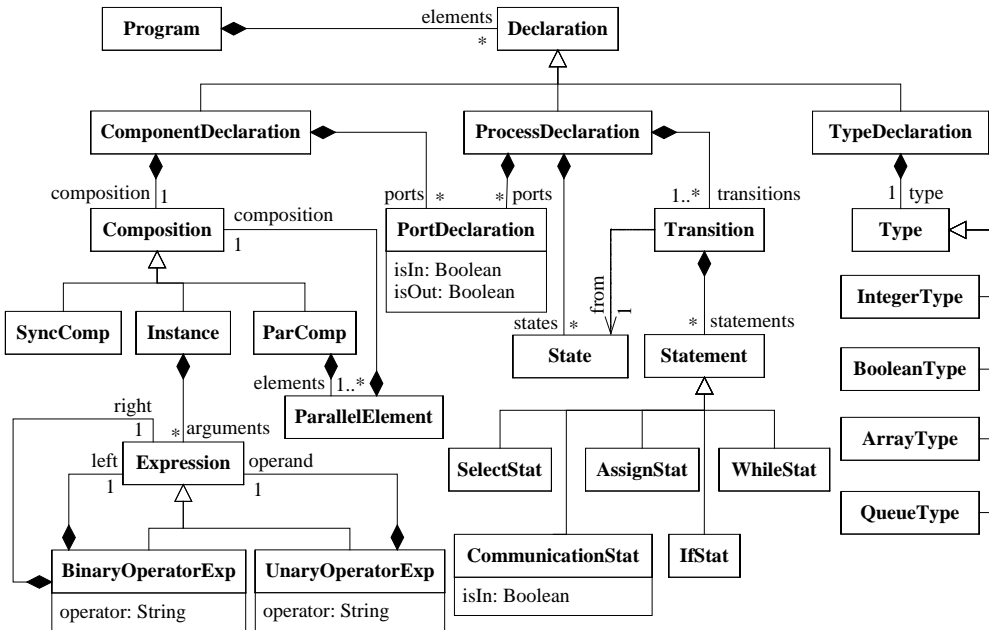 elements
Program
Declaration
*
ComponentDeclaration
ProcessDeclaration
TypeDeclaration
composition
1
composition
1
ports
*
*
ports
1..*
transitions
1
type
Composition
PortDeclaration
isIn: Boolean
isOut: Boolean
Transition
Type
from
1
SyncComp
Instance
ParComp
states
*
*
statements
IntegerType
State
Statement
BooleanType
elements
1..*
ParallelElement
right
1
*
arguments
left
1
Expression
operand
1
SelectStat
AssignStat
WhileStat
ArrayType
QueueType
BinaryOperatorExp
operator: String
UnaryOperatorExp
operator: String
CommunicationStat
isIn: Boolean
IfStat